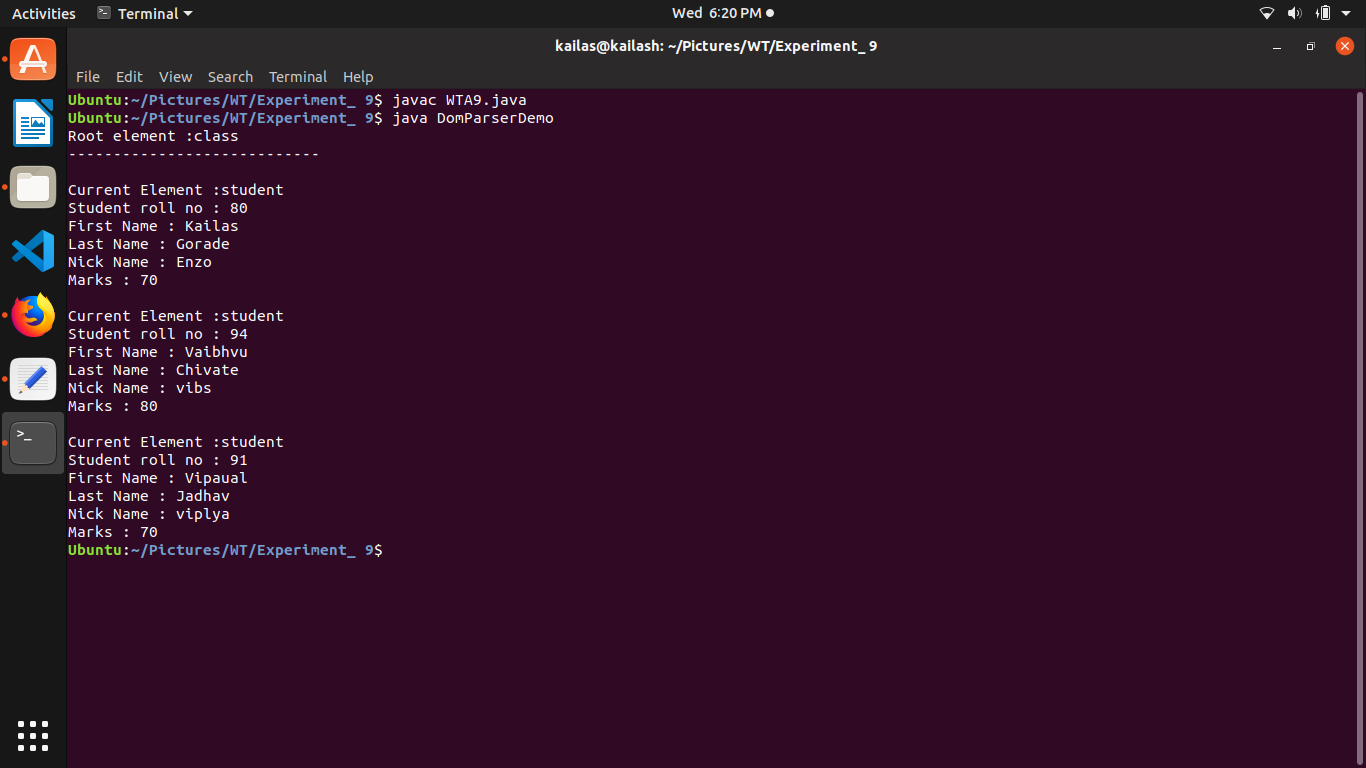 Activities Terminal Wed 6:20 PM
kailas@kailash: ~/Pictures/WT/Experiment_ 9
File Edit View Search Terminal Help
Ubuntu:~/Pictures/WT/Experiment_ 9$ javac WTA9.java
Ubuntu:~/Pictures/WT/Experiment_ 9$ java DomParserDemo
Root element :class
----------------------------
Current Element :student
Student roll no : 80
First Name : Kailas
Last Name : Gorade
Nick Name : Enzo
Marks : 70
Current Element :student
Student roll no : 94
First Name : Vaibhvu
Last Name : Chivate
Nick Name : vibs
Marks : 80
Current Element :student
Student roll no : 91
First Name : Vipaual
Last Name : Jadhav
Nick Name : viplya
Marks : 70
Ubuntu:~/Pictures/WT/Experiment_ 9$